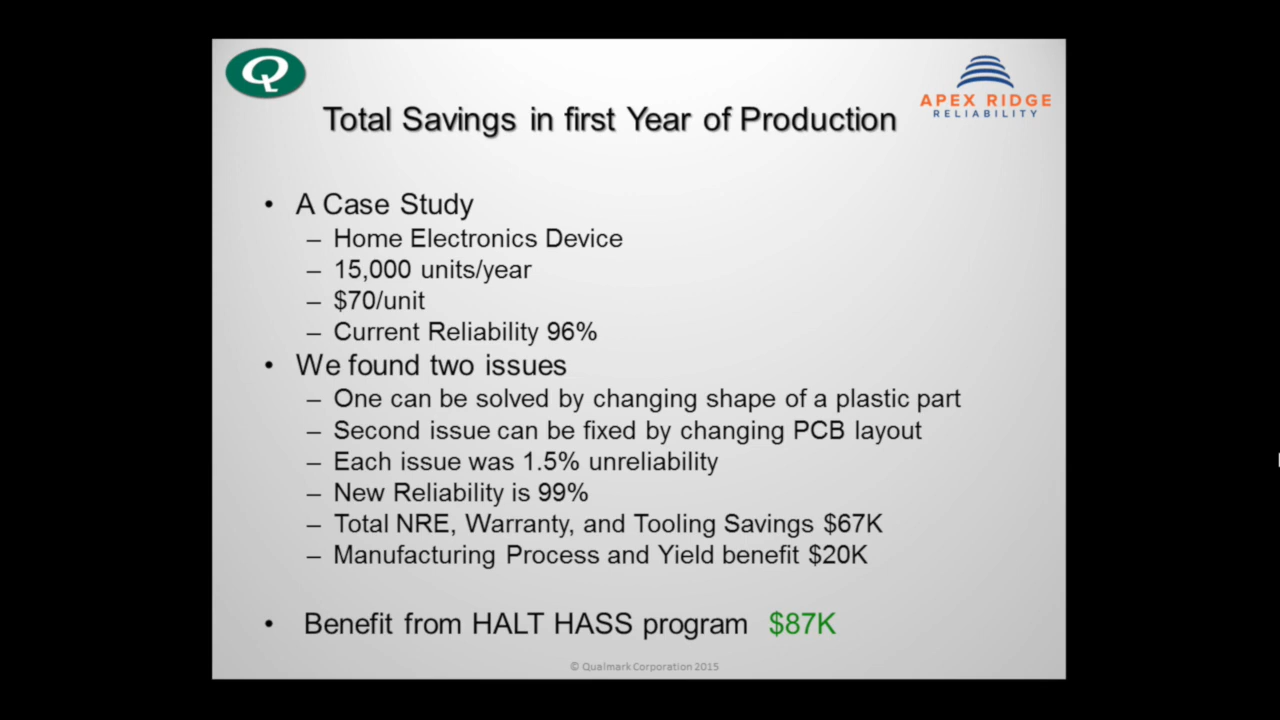 Q
APEX RIDGE
RELIABILITY
Total Savings in first Year of Production
• A Case Study
– Home Electronics Device
– 15,000 units/year
– $70/unit
– Current Reliability 96%
• We found two issues
– One can be solved by changing shape of a plastic part
– Second issue can be fixed by changing PCB layout
– Each issue was 1.5% unreliability
– New Reliability is 99%
– Total NRE, Warranty, and Tooling Savings $67K
– Manufacturing Process and Yield benefit $20K
• Benefit from HALT HASS program $87K
© Qualmark Corporation 2015